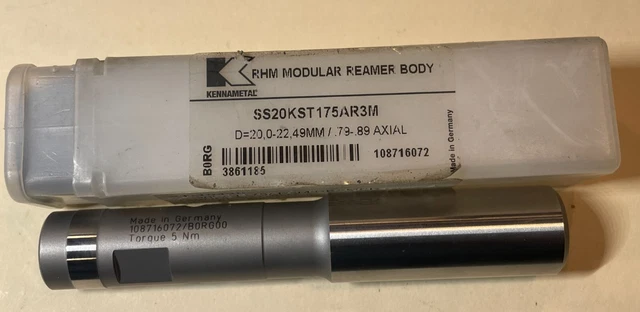 RHM MODULAR REAMER BODY
KENNAMETAL
SS20KST175AR3M
D=20,0-22,49MM / .79-.89 AXIAL
B0RG
3861185
108716072
Made in Germany
Made in Germany
108716072/B0RG00
Torque 5 Nm